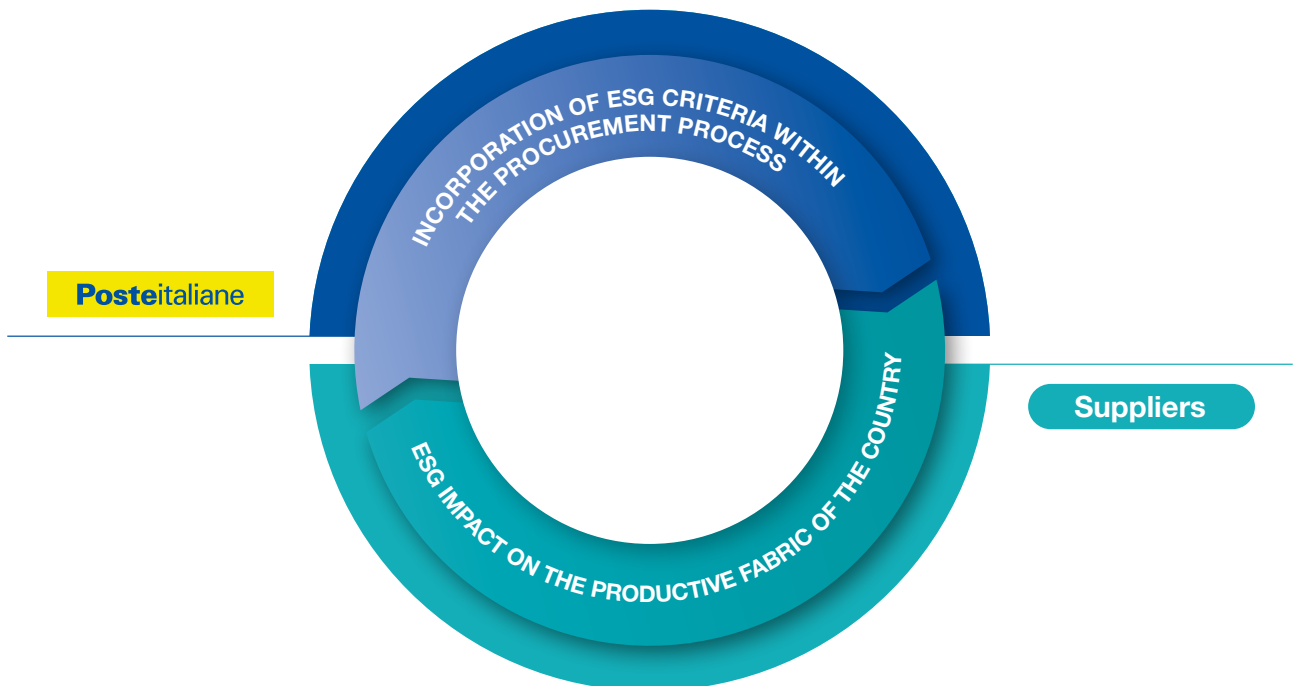 INCORPORATION OF ESG CRITERIA WITHIN
THE PROCUREMENT PROCESS
Posteitaliane
Suppliers
ESG IMPACT ON THE PRODUCTIVE FABRIC OF THE COUNTRY